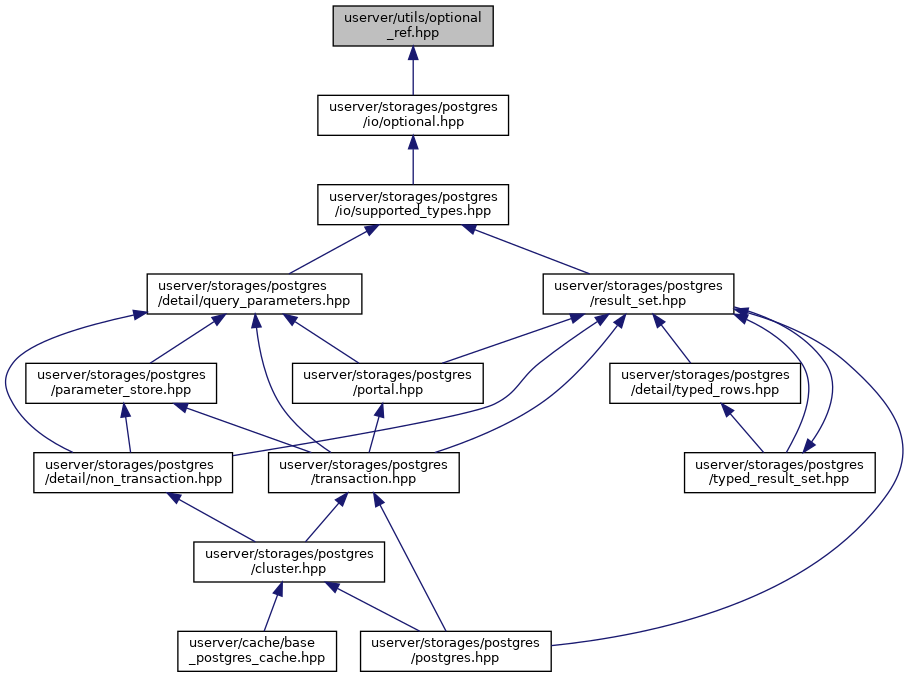 userver/utils/optional
_ref.hpp
userver/storages/postgres
/io/optional.hpp
userver/storages/postgres
/io/supported_types.hpp
userver/storages/postgres
/detail/query_parameters.hpp
userver/storages/postgres
/result_set.hpp
userver/storages/postgres
/parameter_store.hpp
userver/storages/postgres
/portal.hpp
userver/storages/postgres
/detail/typed_rows.hpp
userver/storages/postgres
/detail/non_transaction.hpp
userver/storages/postgres
/transaction.hpp
userver/storages/postgres
/typed_result_set.hpp
userver/storages/postgres
/cluster.hpp
userver/cache/base
_postgres_cache.hpp
userver/storages/postgres
/postgres.hpp